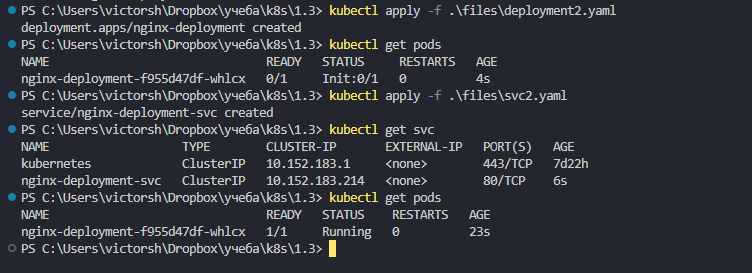 PS C:\Users\victorsh\Dropbox\учеба\k8s\1.3> kubectl apply -f .\files\deployment2.yaml
deployment.apps/nginx-deployment created
PS C:\Users\victorsh\Dropbox\учеба\k8s\1.3> kubectl get pods
NAME READY STATUS RESTARTS AGE
nginx-deployment-f955d47df-whlcx 0/1 Init:0/1 0 4s
PS C:\Users\victorsh\Dropbox\учеба\k8s\1.3> kubectl apply -f .\files\svc2.yaml
service/nginx-deployment-svc created
PS C:\Users\victorsh\Dropbox\учеба\k8s\1.3> kubectl get svc
NAME TYPE CLUSTER-IP EXTERNAL-IP PORT(S) AGE
kubernetes ClusterIP 10.152.183.1 <none> 443/TCP 7d22h
nginx-deployment-svc ClusterIP 10.152.183.214 <none> 80/TCP 6s
PS C:\Users\victorsh\Dropbox\учеба\k8s\1.3> kubectl get pods
NAME READY STATUS RESTARTS AGE
nginx-deployment-f955d47df-whlcx 1/1 Running 0 23s
PS C:\Users\victorsh\Dropbox\учеба\k8s\1.3>